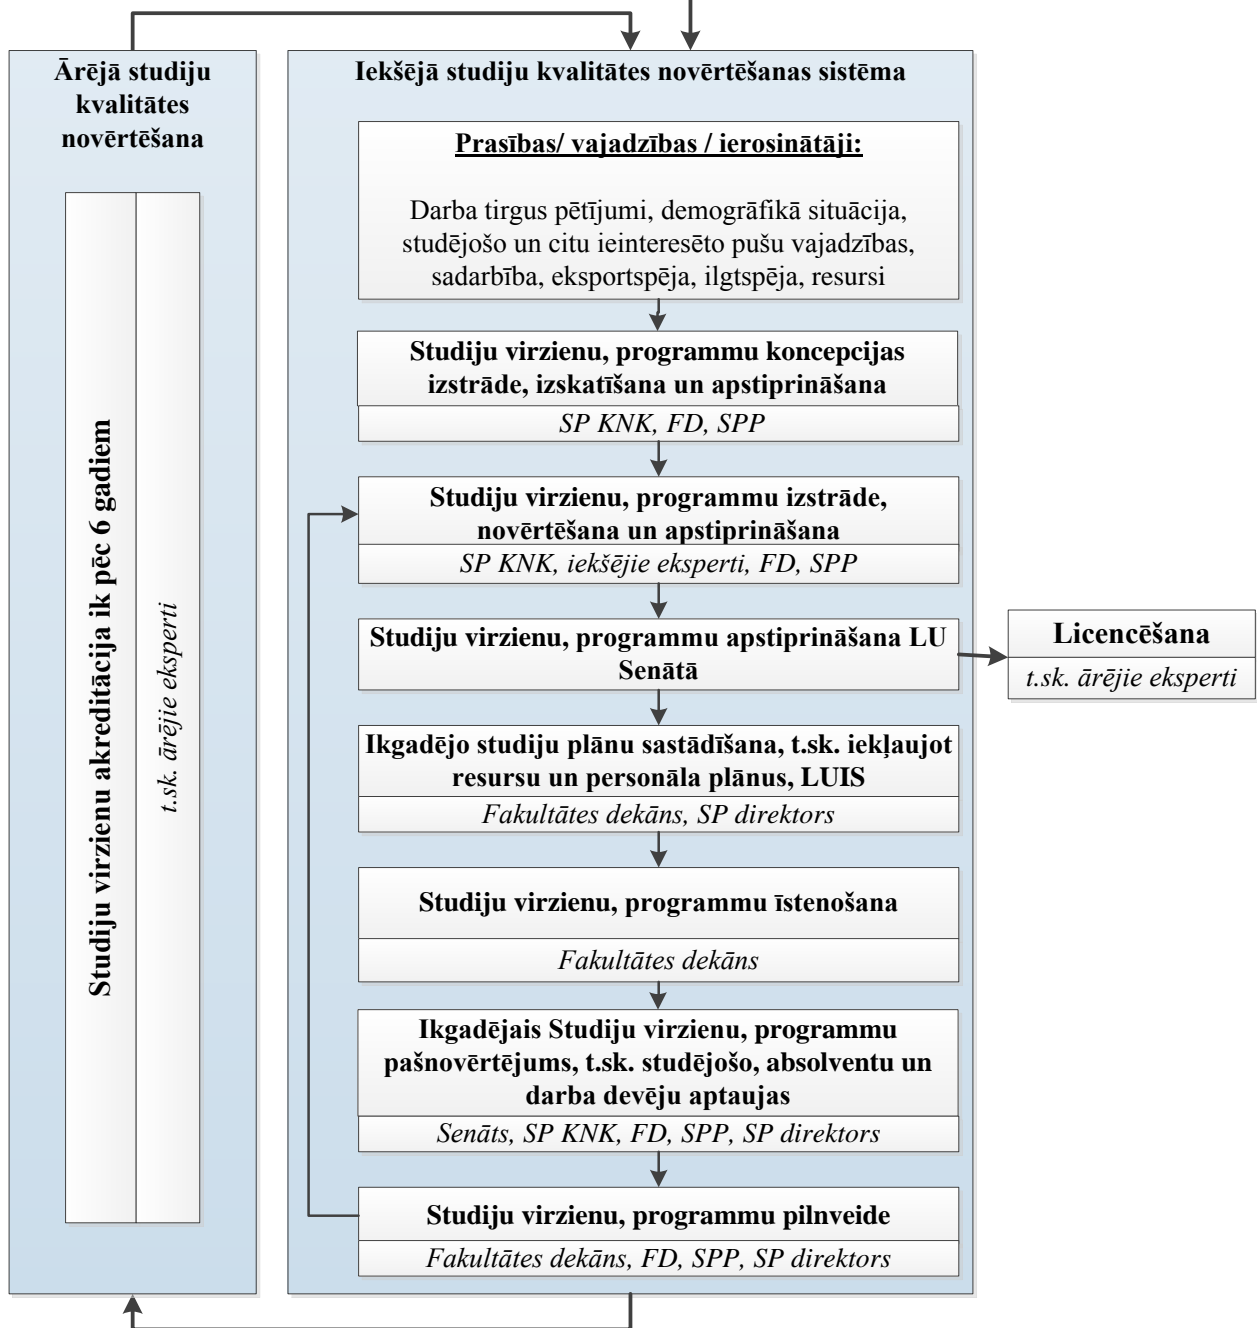 Ārējā studiju
kvalitātes
novērtēšana
Studiju virzienu akreditācija ik pēc 6 gadiem
t.sk. ārējie eksperti
Iekšējā studiju kvalitātes novērtēšanas sistēma
Prasības/ vajadzības / ierosinātāji:
Darba tirgus pētījumi, demogrāfikā situācija,
studējošo un citu ieinteresēto pušu vajadzības,
sadarbība, eksportspēja, ilgtspēja, resursi
Studiju virzienu, programmu koncepcijas
izstrāde, izskatīšana un apstiprināšana
SP KNK, FD, SPP
Studiju virzienu, programmu izstrāde,
novērtēšana un apstiprināšana
SP KNK, iekšējie eksperti, FD, SPP
Studiju virzienu, programmu apstiprināšana LU
Senātā
Licencēšana
t.sk. ārējie eksperti
Ikgadējo studiju plānu sastādīšana, t.sk. iekļaujot
resursu un personāla plānus, LUIS
Fakultātes dekāns, SP direktors
Studiju virzienu, programmu īstenošana
Fakultātes dekāns
Ikgadējais Studiju virzienu, programmu
pašnovērtējums, t.sk. studējošo, absolventu un
darba devēju aptaujas
Senāts, SP KNK, FD, SPP, SP direktors
Studiju virzienu, programmu pilnveide
Fakultātes dekāns, FD, SPP, SP direktors